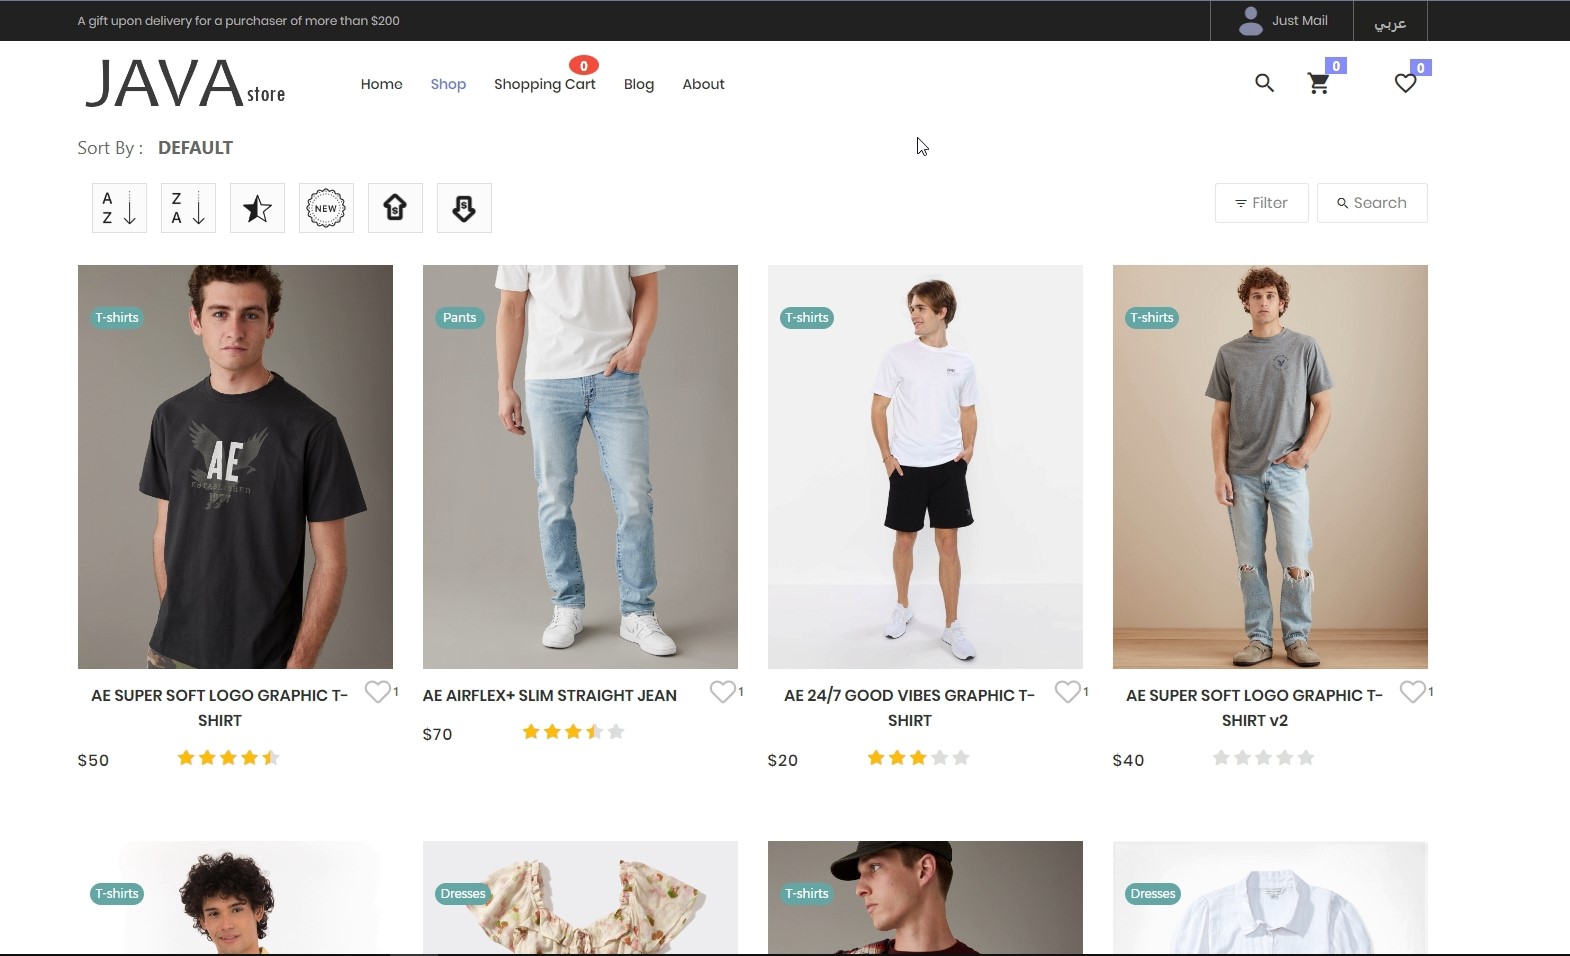 A gift upon delivery for a purchaser of more than $200
Just Mail
عربي
JAVA store
Home
Shop
Shopping Cart
0
Blog
About
0
0
Sort By : DEFAULT
A
Z
Z
A
NEW
$
$
Filter
Search
T-shirts
AE
ESTABLISHED
1977
Pants
T-shirts
T-shirts
AE SUPER SOFT LOGO GRAPHIC T-
SHIRT
1
$50
AE AIRFLEX+ SLIM STRAIGHT JEAN
1
$70
AE 24/7 GOOD VIBES GRAPHIC T-
SHIRT
1
$20
AE SUPER SOFT LOGO GRAPHIC T-
SHIRT v2
1
$40
T-shirts
Dresses
T-shirts
Dresses